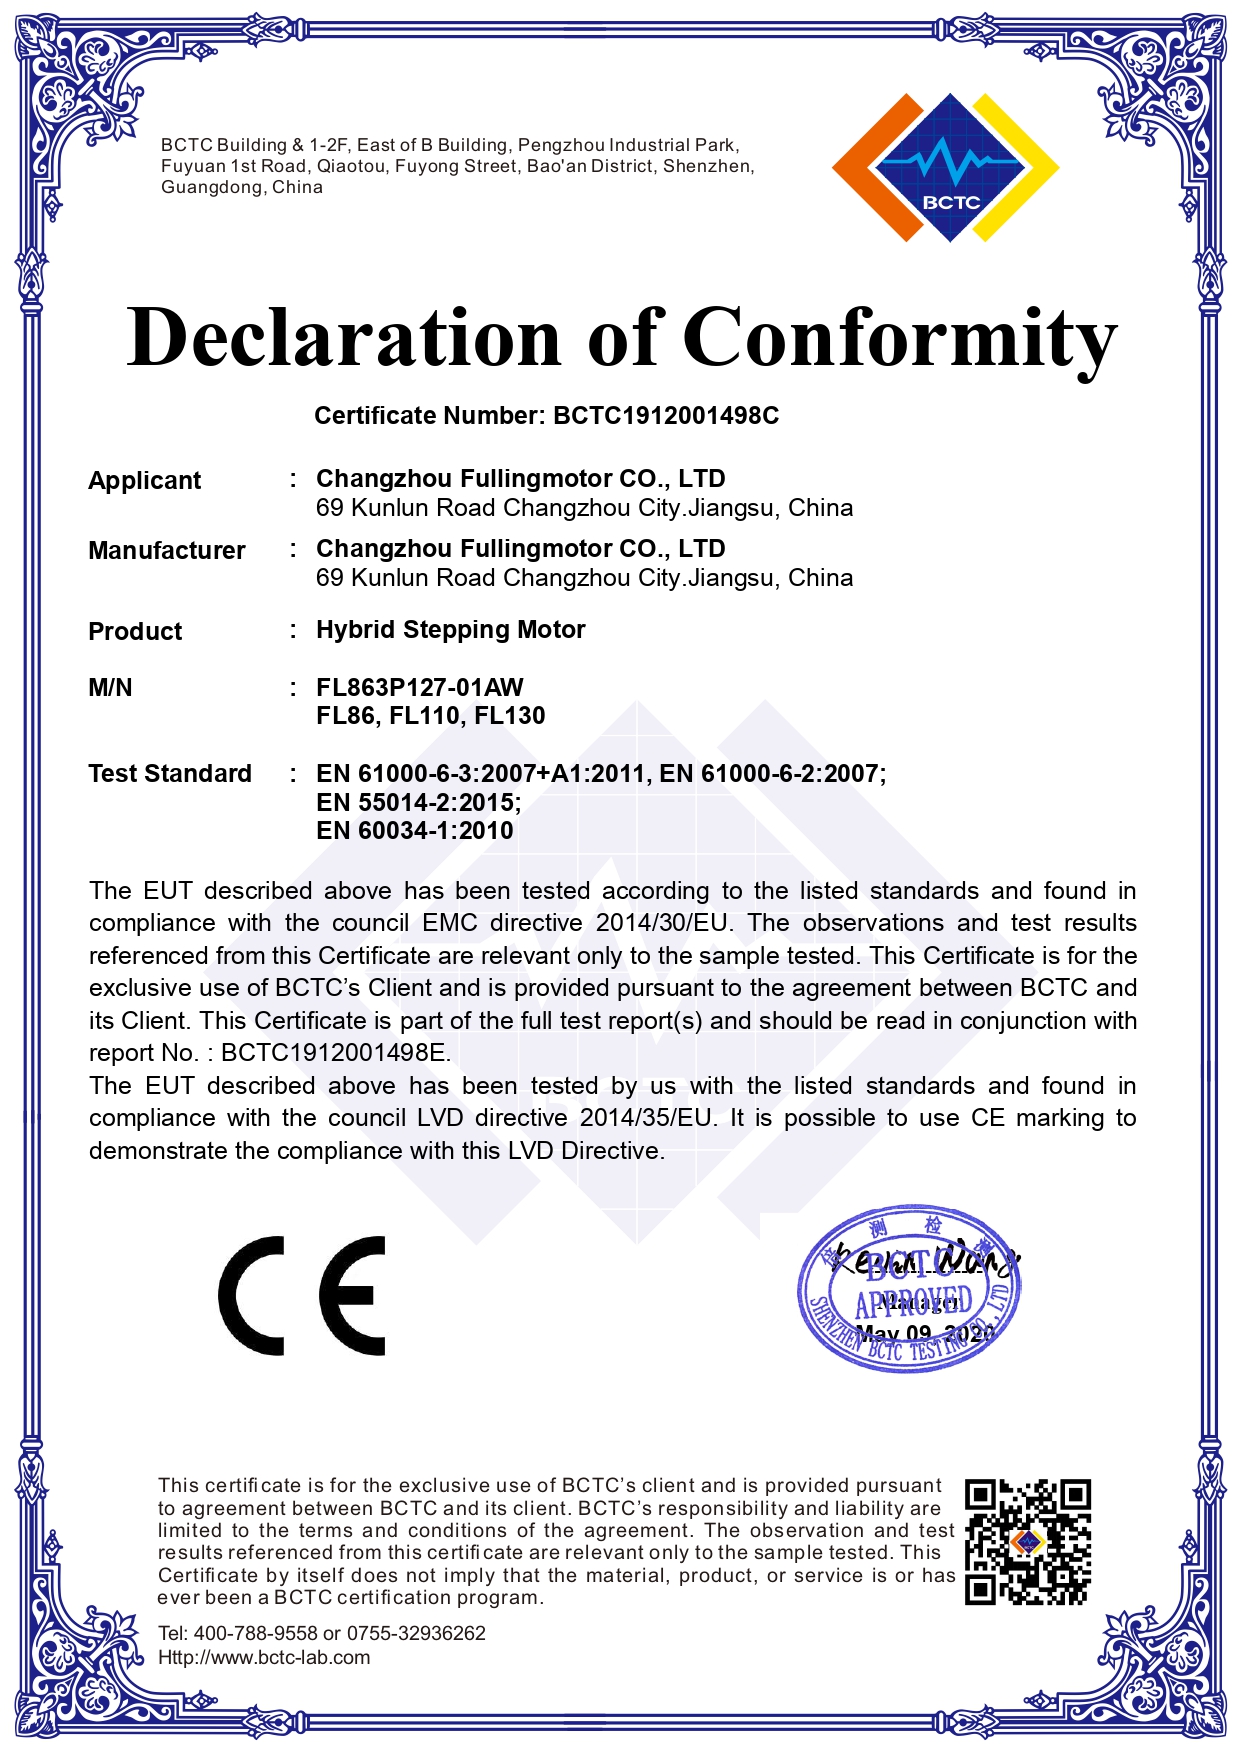 BCTC Building & 1-2F, East of B Building, Pengzhou Industrial Park,
Fuyuan 1st Road, Qiaotou, Fuyong Street, Bao'an District, Shenzhen,
Guangdong, China
BCTC
Declaration of Conformity
Certificate Number: BCTC1912001498C
Applicant : Changzhou Fullingmotor CO., LTD
69 Kunlun Road Changzhou City.Jiangsu, China
Manufacturer : Changzhou Fullingmotor CO., LTD
69 Kunlun Road Changzhou City.Jiangsu, China
Product : Hybrid Stepping Motor
M/N : FL863P127-01AW
FL86, FL110, FL130
Test Standard : EN 61000-6-3:2007+A1:2011, EN 61000-6-2:2007;
EN 55014-2:2015;
EN 60034-1:2010
The EUT described above has been tested according to the listed standards and found in
compliance with the council EMC directive 2014/30/EU. The observations and test results
referenced from this Certificate are relevant only to the sample tested. This Certificate is for the
exclusive use of BCTC’s Client and is provided pursuant to the agreement between BCTC and
its Client. This Certificate is part of the full test report(s) and should be read in conjunction with
report No. : BCTC1912001498E.
The EUT described above has been tested by us with the listed standards and found in
compliance with the council LVD directive 2014/35/EU. It is possible to use CE marking to
demonstrate the compliance with this LVD Directive.
CE
倍测检测
BCTC
APPROVED
SHENZHEN BCTC TESTING CO., LTD
Manager
May 09, 2020
This certificate is for the exclusive use of BCTC’s client and is provided pursuant
to agreement between BCTC and its client. BCTC’s responsibility and liability are
limited to the terms and conditions of the agreement. The observation and test
results referenced from this certificate are relevant only to the sample tested. This
Certificate by itself does not imply that the material, product, or service is or has
ever been a BCTC certification program.
Tel: 400-788-9558 or 0755-32936262
Http://www.bctc-lab.com